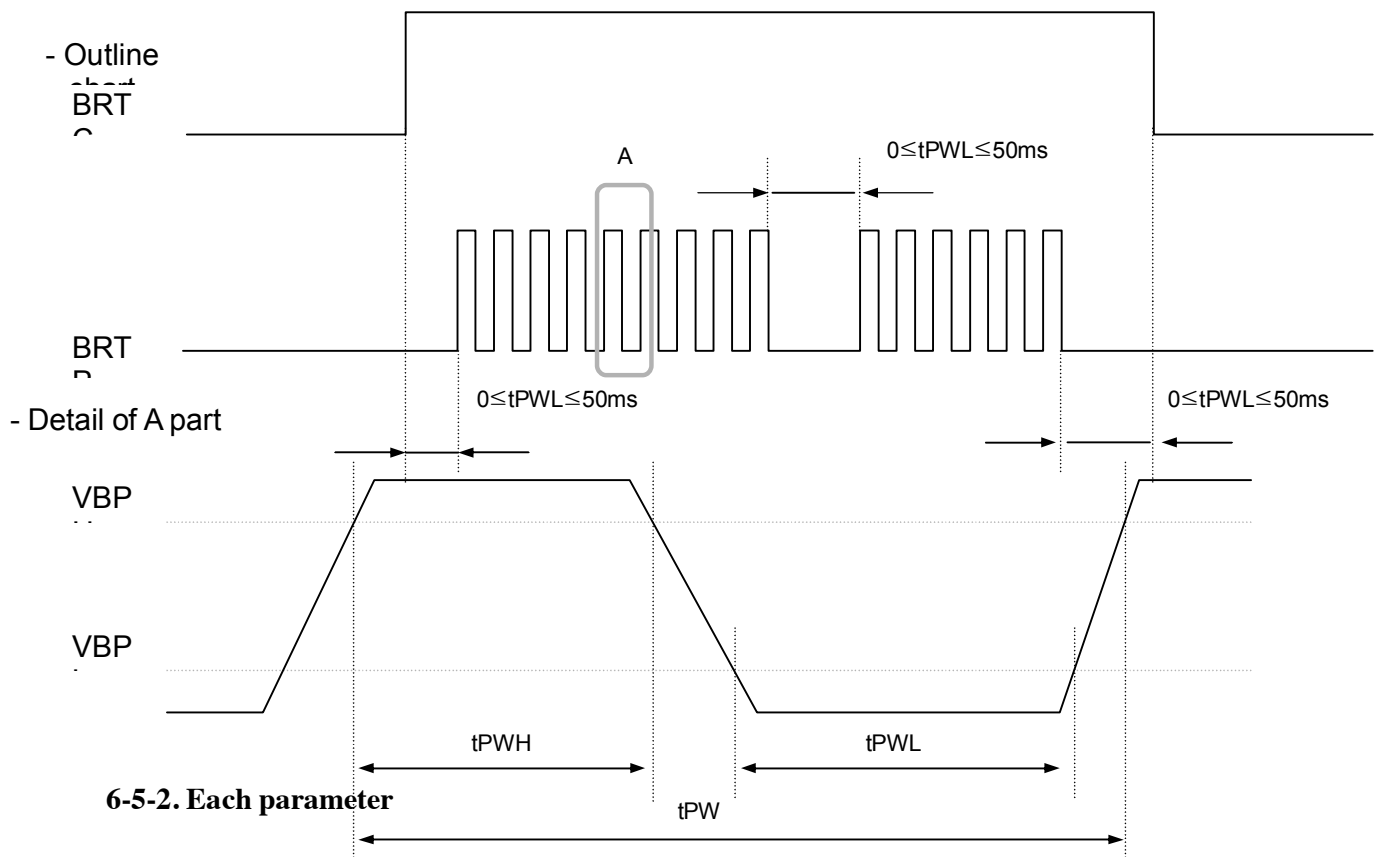 - Outline
BRT
A
0≦tPWL≦50ms
BRT
0≦tPWL≦50ms
0≦tPWL≦50ms
- Detail of A part
VBP
VBP
tPWH
tPWL
6-5-2. Each parameter
tPW